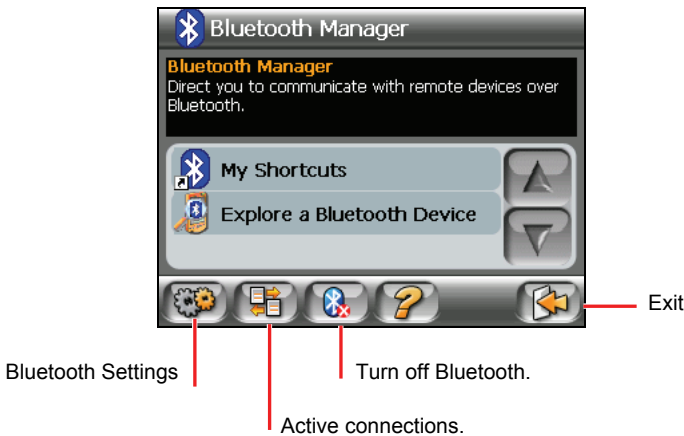 Bluetooth Manager
Bluetooth Manager
Direct you to communicate with remote devices over
Bluetooth.
My Shortcuts
Explore a Bluetooth Device
Exit
Bluetooth Settings
Turn off Bluetooth.
Active connections.